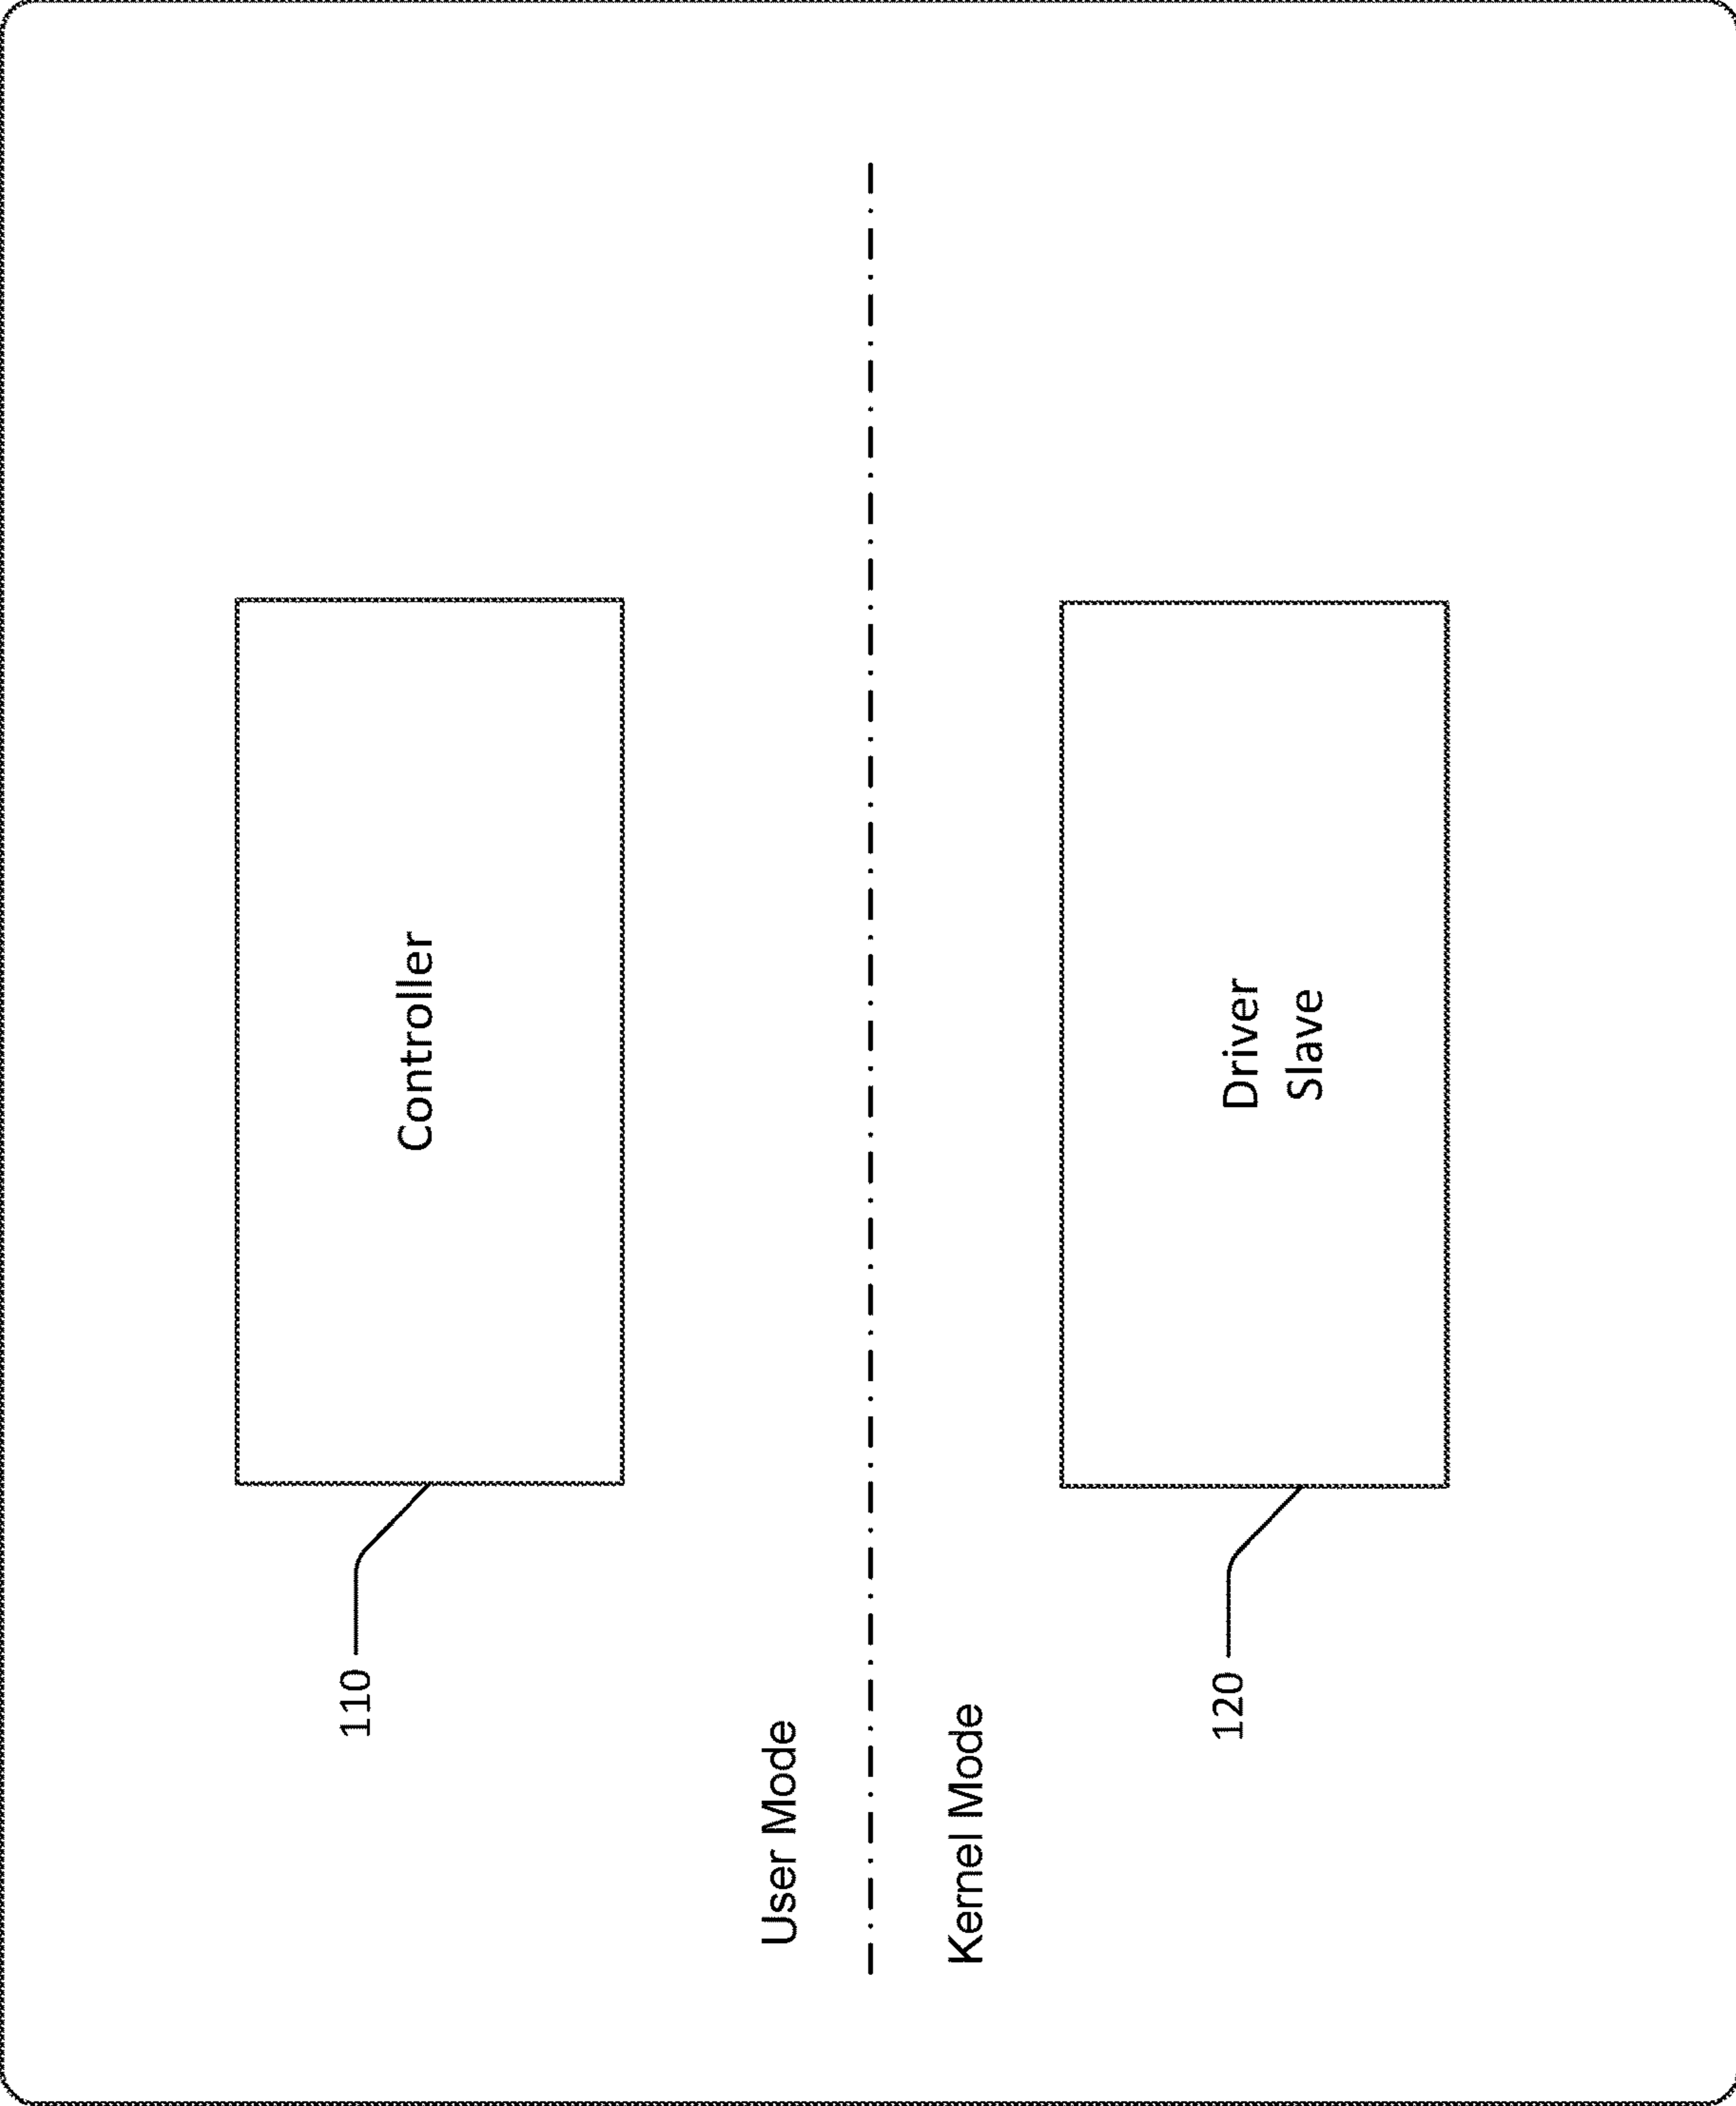 110
Controller
User Mode
Kernel Mode
120
Driver
Slave